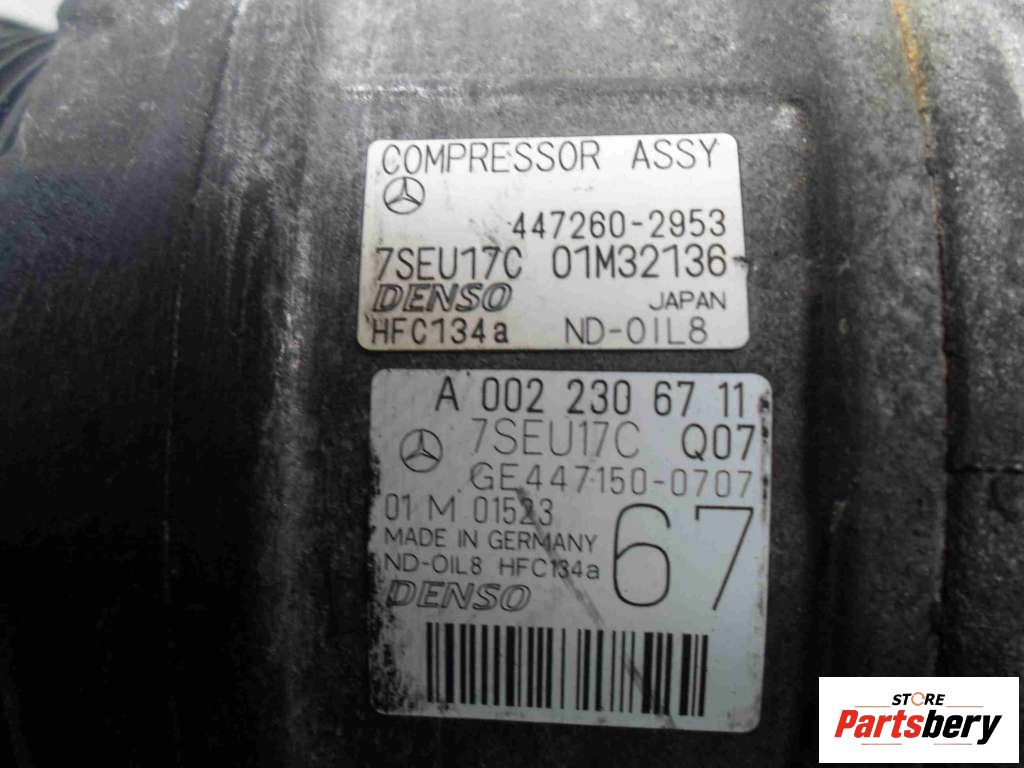 COMPRESSOR ASSY
447260-2953
7SEU17C 01M32136
DENSO JAPAN
HFC134a ND-OIL8
A 002 230 67 11
7SEU17C Q07
GE447150-0707
01 M 01523
MADE IN GERMANY
67
ND-OIL8 HFC134a
DENSO
STORE
Partsbery